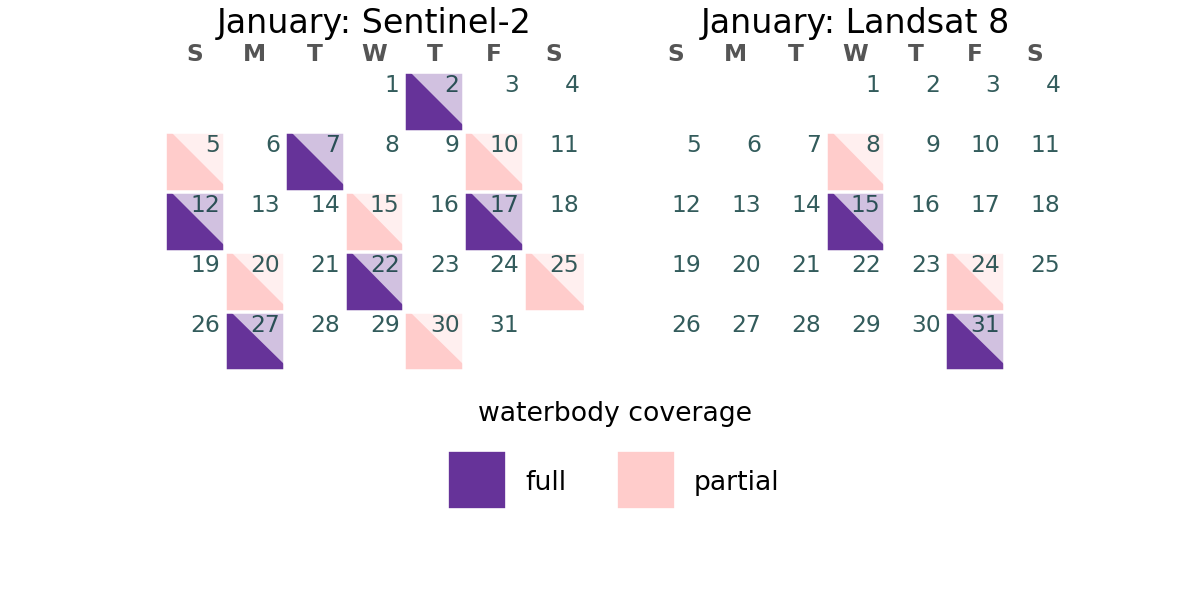 January: Sentinel-2
S M T W T F S
1 2 3 4
5 6 7 8 9 10 11
12 13 14 15 16 17 18
19 20 21 22 23 24 25
26 27 28 29 30 31
January: Landsat 8
S M T W T F S
1 2 3 4
5 6 7 8 9 10 11
12 13 14 15 16 17 18
19 20 21 22 23 24 25
26 27 28 29 30 31
waterbody coverage
full
partial